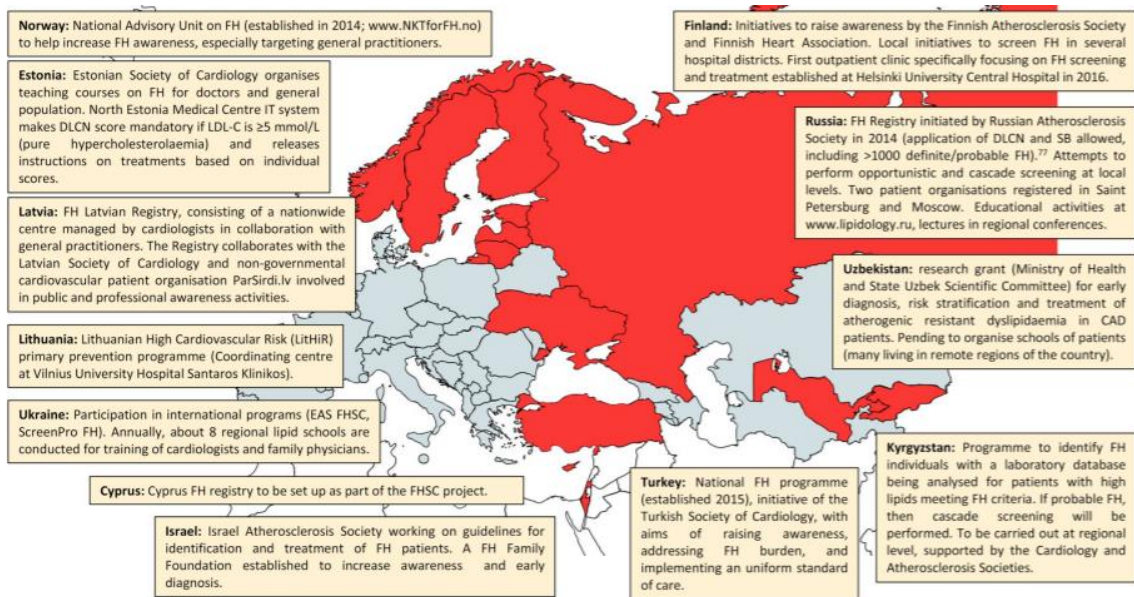 Norway: National Advisory Unit on FH (established in 2014; www.NKTforFH.no)
to help increase FH awareness, especially targeting general practitioners.
Estonia: Estonian Society of Cardiology organises
teaching courses on FH for doctors and general
population. North Estonia Medical Centre IT system
makes DLCN score mandatory if LDL-C is ≥5 mmol/L
(pure hypercholesterolaemia) and releases
instructions on treatments based on individual
scores.
Latvia: FH Latvian Registry, consisting of a nationwide
centre managed by cardiologists in collaboration with
general practitioners. The Registry collaborates with the
Latvian Society of Cardiology and non-governmental
cardiovascular patient organisation ParSirdi.lv involved
in public and professional awareness activities.
Lithuania: Lithuanian High Cardiovascular Risk (LitHiR)
primary prevention programme (Coordinating centre
at Vilnius University Hospital Santaros Klinikos).
Ukraine: Participation in international programs (EAS FHSC,
ScreenPro FH). Annually, about 8 regional lipid schools are
conducted for training of cardiologists and family physicians.
Cyprus: Cyprus FH registry to be set up as part of the FHSC project.
Israel: Israel Atherosclerosis Society working on guidelines for
identification and treatment of FH patients. A FH Family
Foundation established to increase awareness and early
diagnosis.
Finland: Initiatives to raise awareness by the Finnish Atherosclerosis Society
and Finnish Heart Association. Local initiatives to screen FH in several
hospital districts. First outpatient clinic specifically focusing on FH screening
and treatment established at Helsinki University Central Hospital in 2016.
Russia: FH Registry initiated by Russian Atherosclerosis
Society in 2014 (application of DLCN and SB allowed,
including >1000 definite/probable FH).77 Attempts to
perform opportunistic and cascade screening at local
levels. Two patient organisations registered in Saint
Petersburg and Moscow. Educational activities at
www.lipidology.ru, lectures in regional conferences.
Uzbekistan: research grant (Ministry of Health
and State Uzbek Scientific Committee) for early
diagnosis, risk stratification and treatment of
atherogenic resistant dyslipidaemia in CAD
patients. Pending to organise schools of patients
(many living in remote regions of the country).
Turkey: National FH programme
(established 2015), initiative of the
Turkish Society of Cardiology, with
aims of raising awareness,
addressing FH burden, and
implementing an uniform standard
of care.
Kyrgyzstan: Programme to identify FH
individuals with a laboratory database
being analysed for patients with high
lipids meeting FH criteria. If probable FH,
then cascade screening will be
performed. To be carried out at regional
level, supported by the Cardiology and
Atherosclerosis Societies.